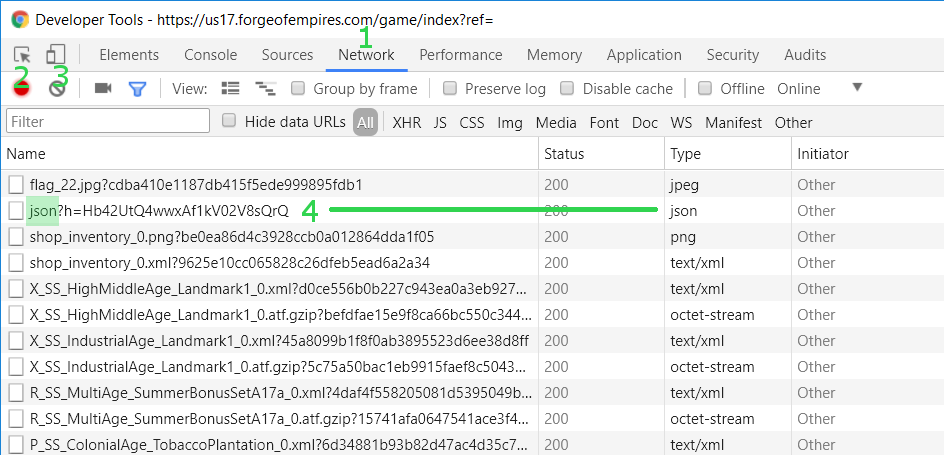 Developer Tools - https://us17.forgeofempires.com/game/index?ref=
1
Elements Console Sources Network Performance Memory Application Security Audits
2 3
View: Group by frame Preserve log Disable cache Offline Online
Filter Hide data URLs All XHR JS CSS Img Media Font Doc WS Manifest Other
Name Status Type Initiator
flag_22.jpg?cdba410e1187db415f5ede999895fdb1 200 jpeg Other
json?h=Hb42UtQ4wwxAf1kV02V8sQrQ 4 200 json Other
shop_inventory_0.png?be0ea86d4c3928ccb0a012864dda1f05 200 png Other
shop_inventory_0.xml?9625e10cc065828c26dfeb5ead6a2a34 200 text/xml Other
X_SS_HighMiddleAge_Landmark1_0.xml?d0ce556b0b227c943ea0a3eb927... 200 text/xml Other
X_SS_HighMiddleAge_Landmark1_0.atf.gzip?befdfae15e9f8ca66bc550c344... 200 octet-stream Other
X_SS_IndustrialAge_Landmark1_0.xml?45a8099b1f8f0ab3895523d6ee38d8ff 200 text/xml Other
X_SS_IndustrialAge_Landmark1_0.atf.gzip?5c75a50bac1eb9915faef8c5043... 200 octet-stream Other
R_SS_MultiAge_SummerBonusSetA17a_0.xml?4daf4f558205081d5395049b... 200 text/xml Other
R_SS_MultiAge_SummerBonusSetA17a_0.atf.gzip?15741afa0647541ace3f4... 200 octet-stream Other
P_SS_ColonialAge_TobaccoPlantation_0.xml?6d34881b93b82d47ac4d35c7... 200 text/xml Other